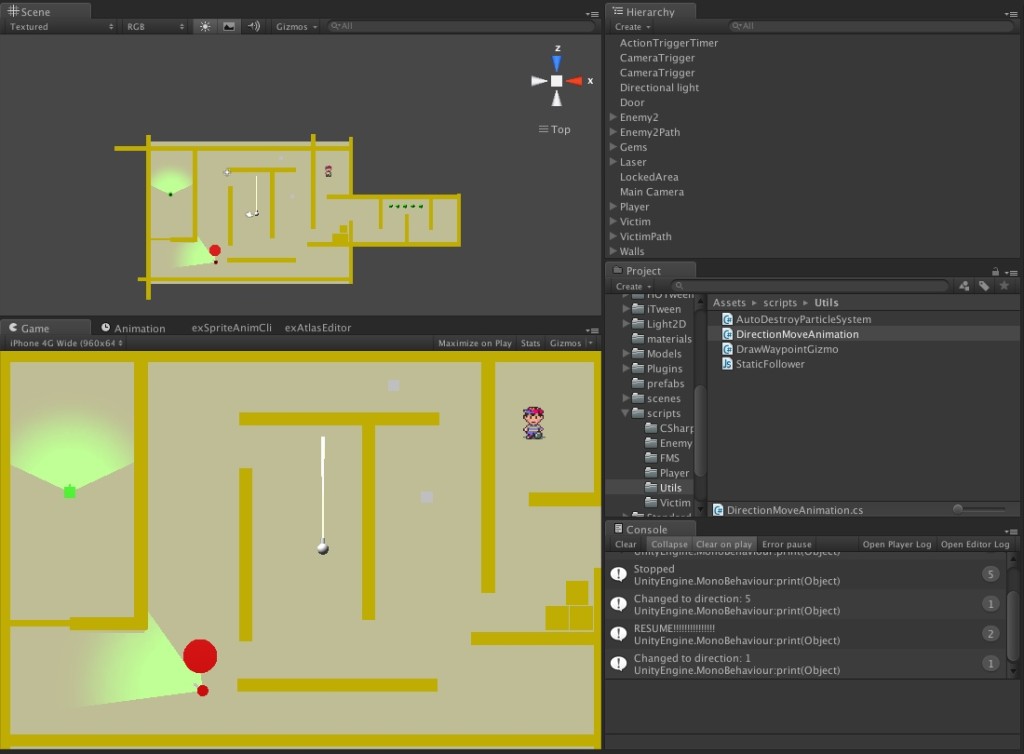 Scene
Textured RGB Gizmos All
z
x
Top
Game Animation exSpriteAnimCli exAtlasEditor
iPhone 4G Wide (960x64 Maximize on Play Stats Gizmos
Hierarchy
Create All
ActionTriggerTimer
CameraTrigger
CameraTrigger
Directional light
Door
Enemy2
Enemy2Path
Gems
Laser
LockedArea
Main Camera
Player
Victim
VictimPath
Walls
Project
Create
HOTween
iTween
Light2D
materials
Models
Plugins
prefabs
scenes
scripts
CSharp
Enemy
FMS
Player
Utils
Victim
Assets scripts Utils
AutoDestroyParticleSystem
DirectionMoveAnimation
DrawWaypointGizmo
StaticFollower
DirectionMoveAnimation.cs
Console
Clear Collapse Clear on play Error pause Open Player Log Open Editor Log
UnityEngine.MonoBehaviour:print(Object)
Stopped
UnityEngine.MonoBehaviour:print(Object)
5
Changed to direction: 5
UnityEngine.MonoBehaviour:print(Object)
1
RESUME!!!!!!!!!!!!!!!
UnityEngine.MonoBehaviour:print(Object)
2
Changed to direction: 1
UnityEngine.MonoBehaviour:print(Object)
1